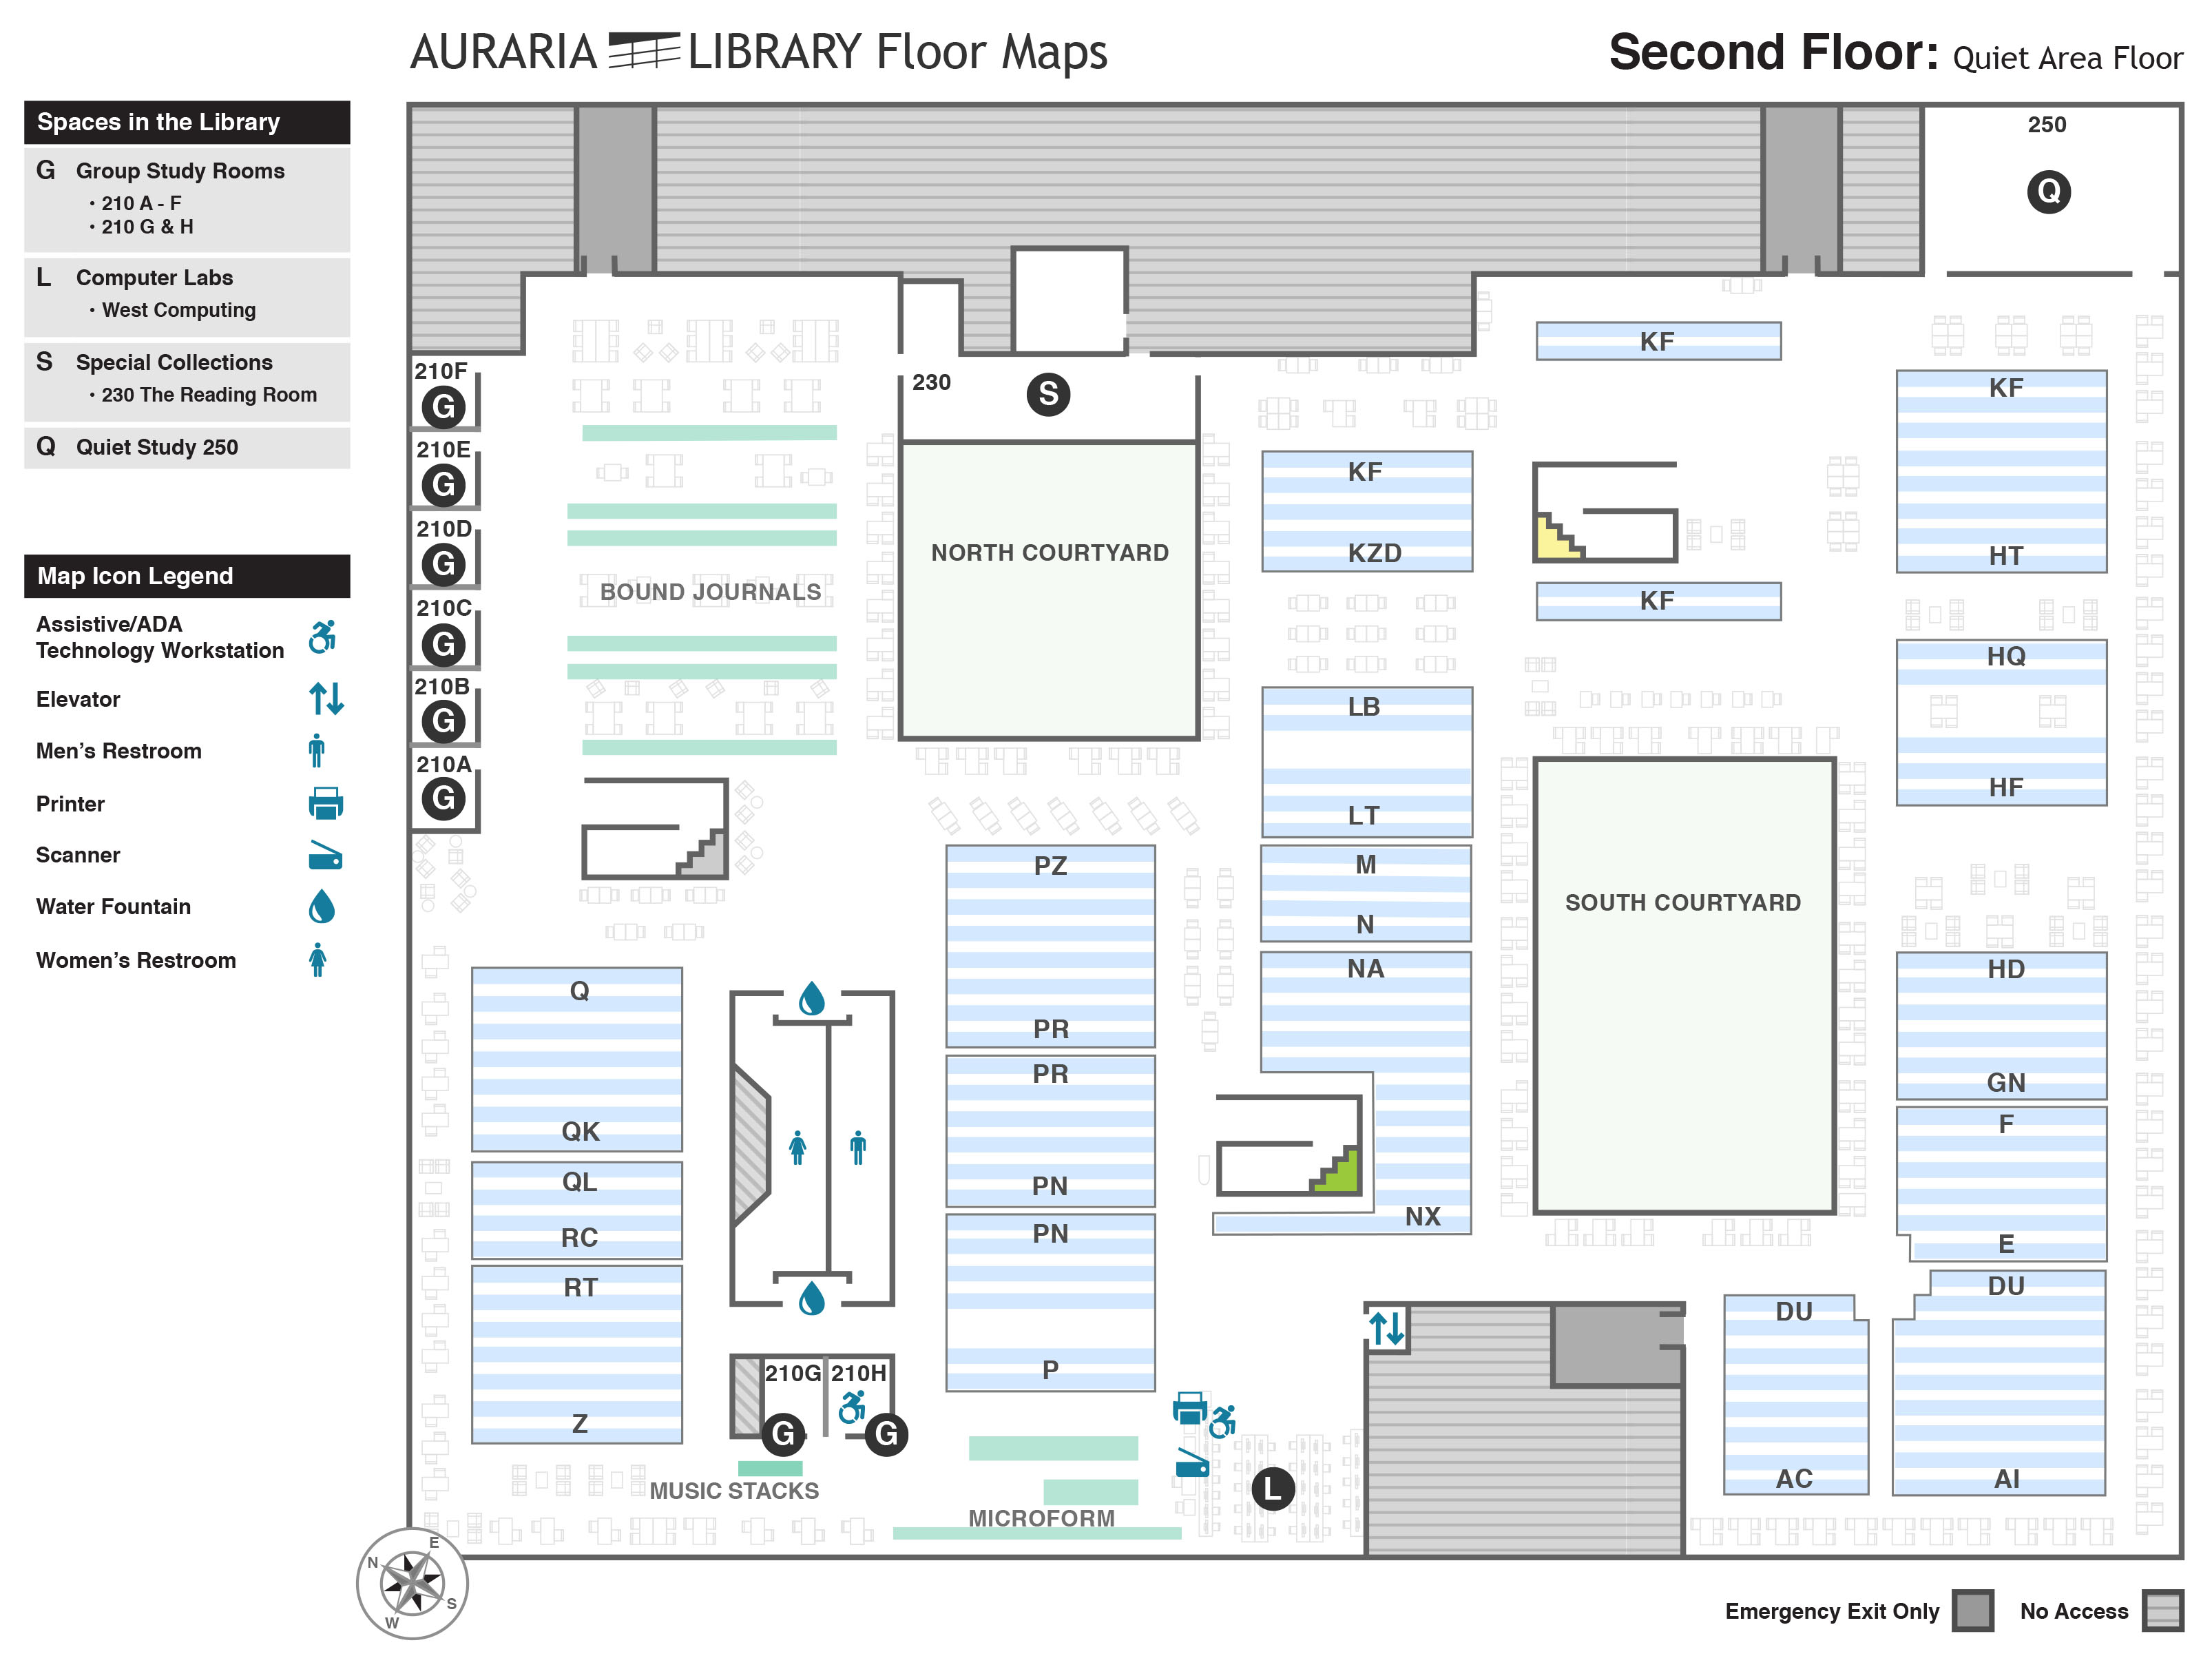 AURARIA LIBRARY Floor Maps
Second Floor: Quiet Area Floor
Spaces in the Library
G Group Study Rooms
• 210 A - F
• 210 G & H
L Computer Labs
• West Computing
S Special Collections
• 230 The Reading Room
Q Quiet Study 250
Map Icon Legend
Assistive/ADA
Technology Workstation
Elevator
Men's Restroom
Printer
Scanner
Water Fountain
Women's Restroom
250
Q
210F
G
210E
G
210D
G
210C
G
210B
G
210A
G
BOUND JOURNALS
230
S
NORTH COURTYARD
KF
KF
KZD
KF
KF
HT
HQ
HF
LB
LT
M
N
NA
NX
SOUTH COURTYARD
HD
GN
F
E
DU
AI
DU
AC
PZ
PR
PR
PN
PN
P
Q
QK
QL
RC
RT
Z
210G 210H
G G
MUSIC STACKS
MICROFORM
L
N E S W
Emergency Exit Only
No Access